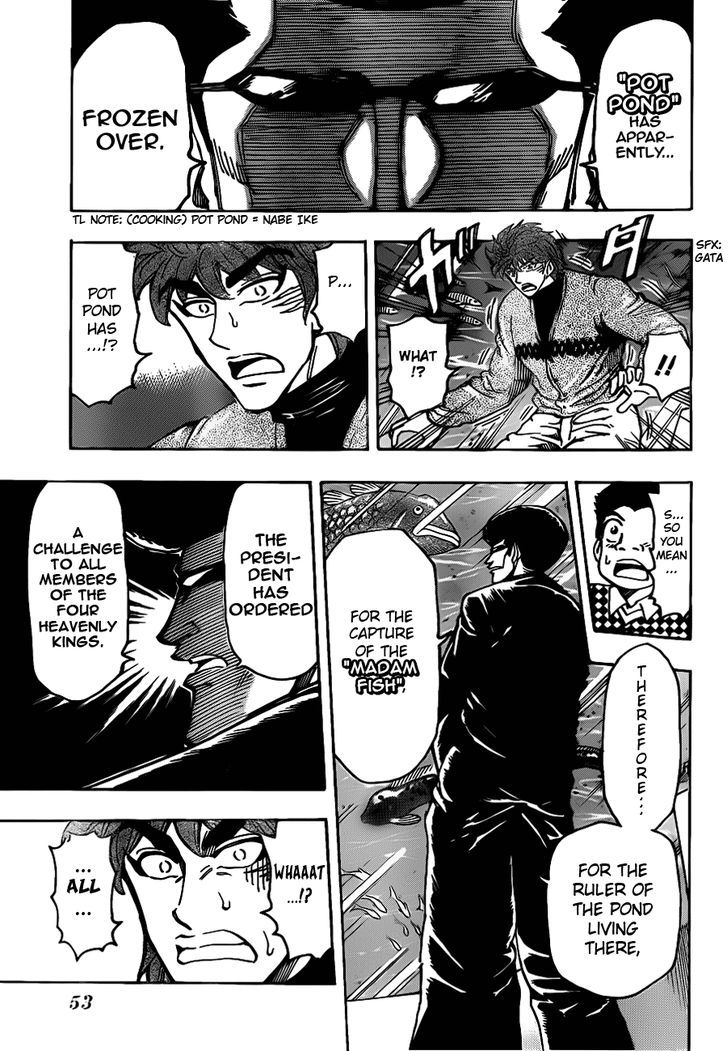 "POT
POND"
HAS
APPAR-
ENTLY...
FROZEN
OVER.
TL NOTE: (COOKING) POT POND = NABE IKE
SFX:
GATA
ガタ
!!
WHAT
!?
P...
POT
POND
HAS
...!?
S...
SO
YOU
MEAN
...
T
H
E
R
E
F
O
R
E
...
FOR THE
RULER OF
THE POND
LIVING
THERE,
FOR THE
CAPTURE
OF THE
"MADAM
FISH",
THE
PRESI-
DENT
HAS
ORDERED
A
CHALLENGE
TO ALL
MEMBERS
OF THE
FOUR
HEAVENLY
KINGS.
WHAAAT
...!?
...
ALL
...
53